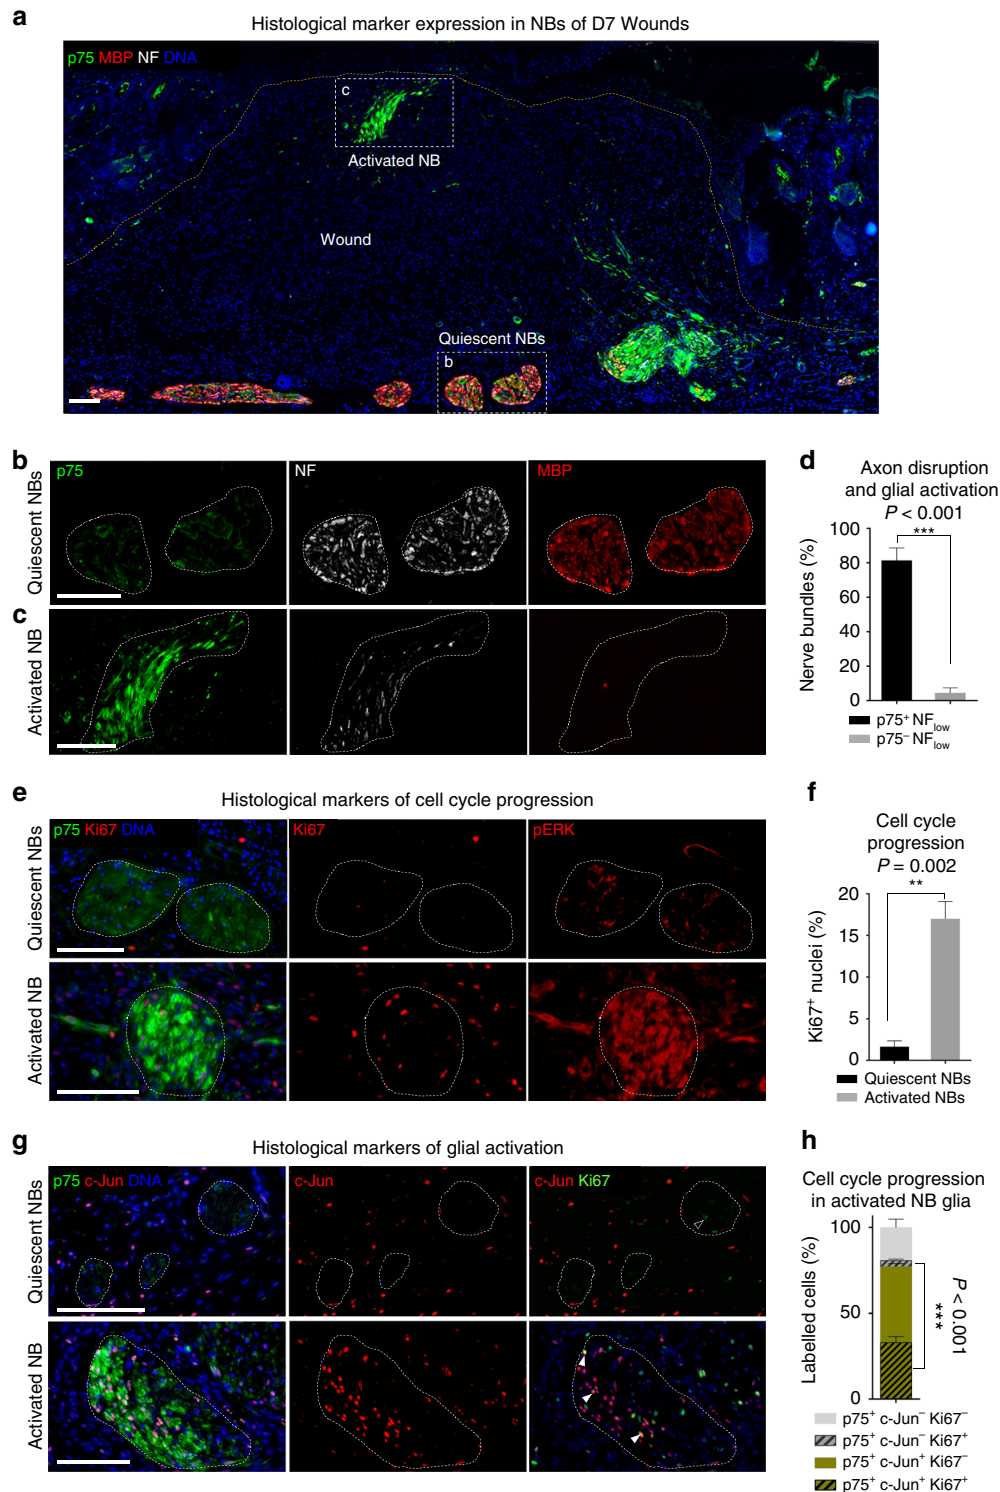 a
Histological marker expression in NBs of D7 Wounds
p75 MBP NF DNA
c
Activated NB
Wound
Quiescent NBs
b
b
Quiescent NBs
p75
NF
MBP
c
Activated NB
d
Axon disruption
and glial activation
P < 0.001
***
Nerve bundles (%)
100
80
60
40
20
0
p75+ NFlow
p75– NFlow
e
Histological markers of cell cycle progression
Quiescent NBs
p75 Ki67 DNA
Ki67
pERK
Activated NB
f
Cell cycle
progression
P = 0.002
**
Ki67+ nuclei (%)
20
15
10
5
0
Quiescent NBs
Activated NBs
g
Histological markers of glial activation
Quiescent NBs
p75 c-Jun DNA
c-Jun
c-Jun Ki67
Activated NB
h
Cell cycle progression
in activated NB glia
Labelled cells (%)
100
50
0
P < 0.001
***
p75+ c-Jun– Ki67–
p75+ c-Jun– Ki67+
p75+ c-Jun+ Ki67–
p75+ c-Jun+ Ki67+